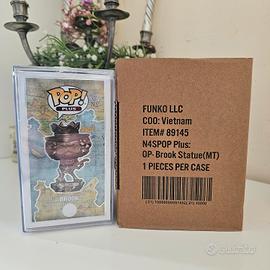 POP!
PLUS
BROOK
FUNKO LLC
COO: Vietnam
ITEM# 89145
N4SPOP Plus:
OP- Brook Statue(MT)
1 PIECES PER CASE
subito